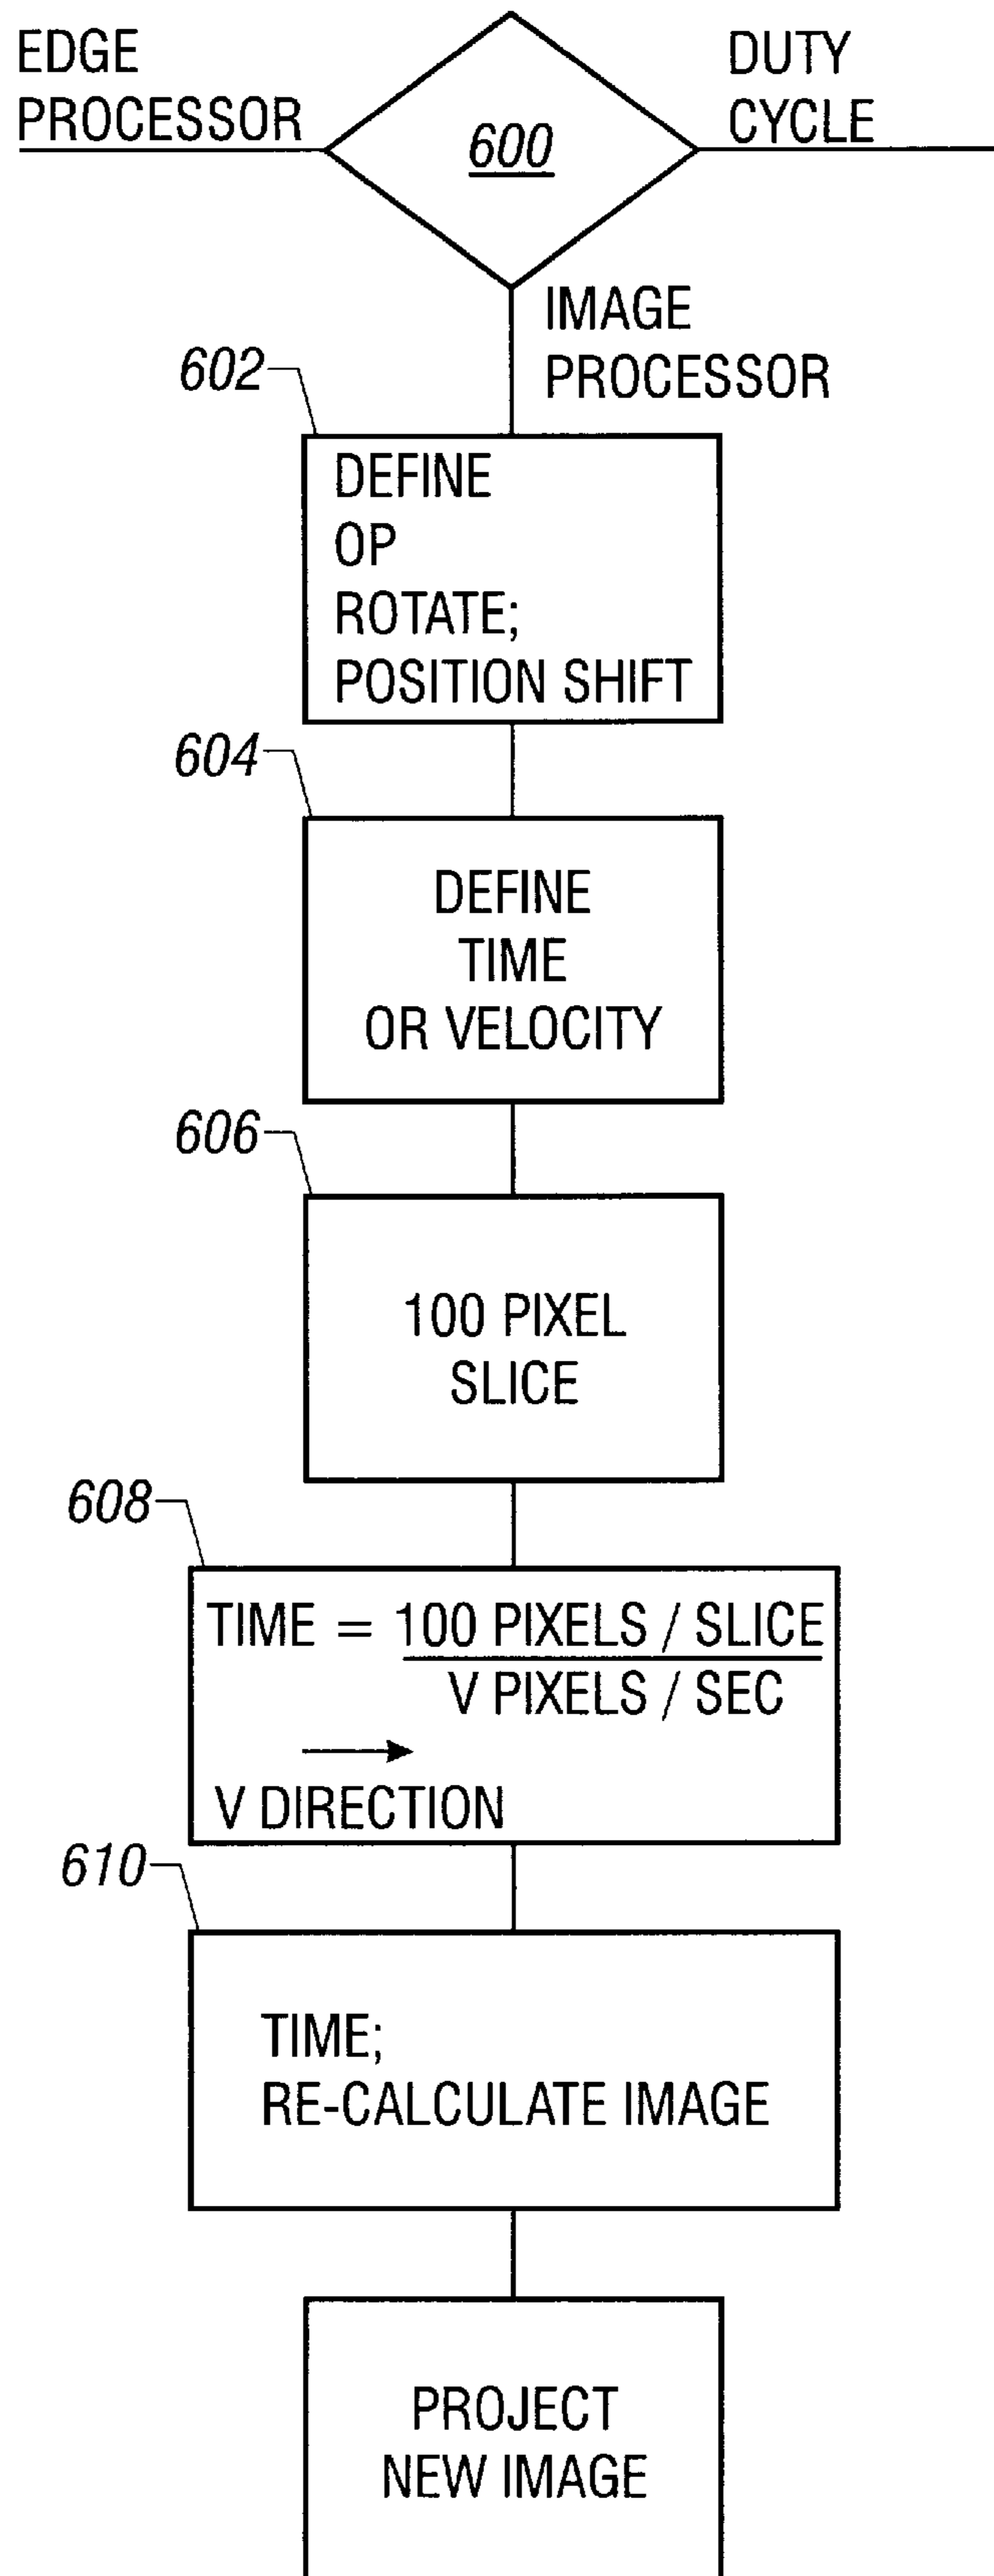 EDGE
PROCESSOR
600
DUTY
CYCLE
IMAGE
PROCESSOR
602
DEFINE
OP
ROTATE;
POSITION SHIFT
604
DEFINE
TIME
OR VELOCITY
606
100 PIXEL
SLICE
608
TIME = 100 PIXELS / SLICE
V PIXELS / SEC
V DIRECTION
610
TIME;
RE-CALCULATE IMAGE
PROJECT
NEW IMAGE